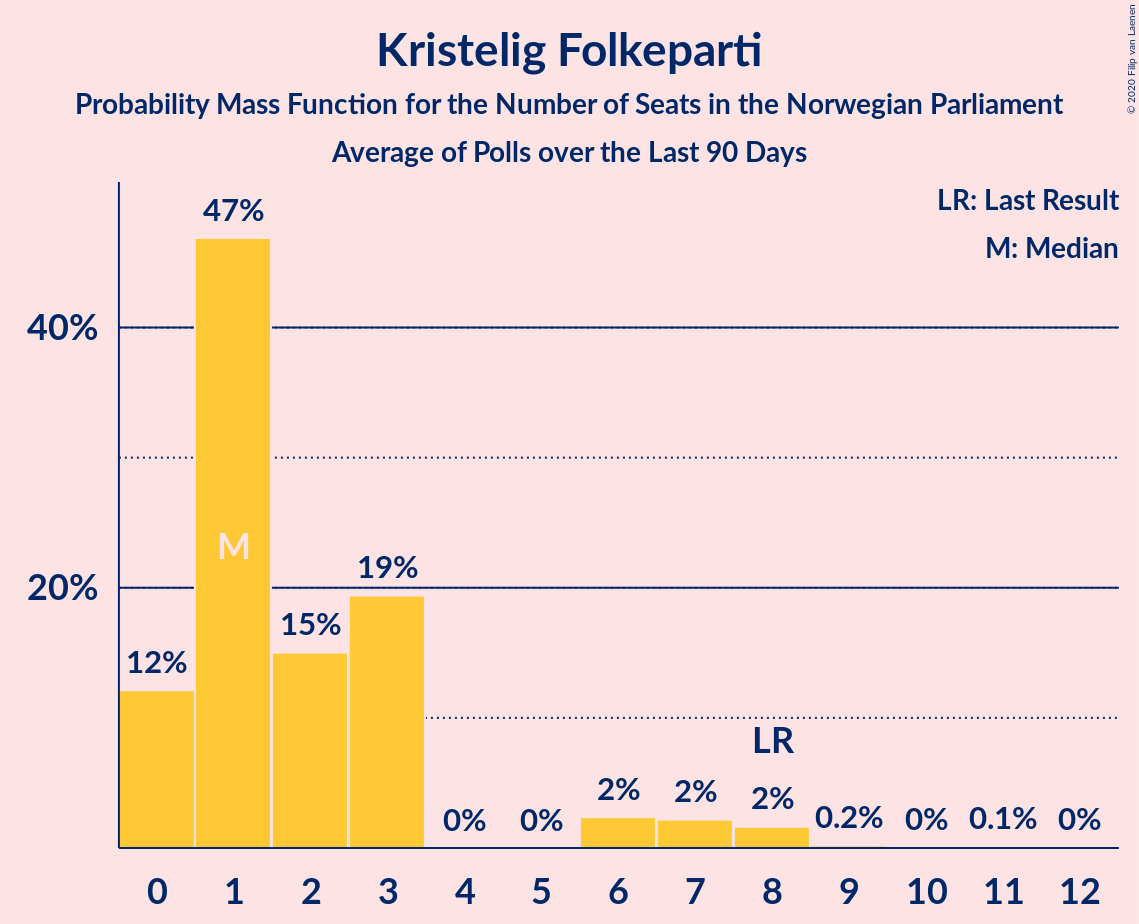 Kristelig Folkeparti
Probability Mass Function for the Number of Seats in the Norwegian Parliament
Average of Polls over the Last 90 Days
© 2020 Filip van Laenen
LR: Last Result
M: Median
40%
20%
47%
M
19%
15%
12%
LR
0%
0%
2%
2%
2%
0.2%
0%
0.1%
0%
0 1 2 3 4 5 6 7 8 9 10 11 12